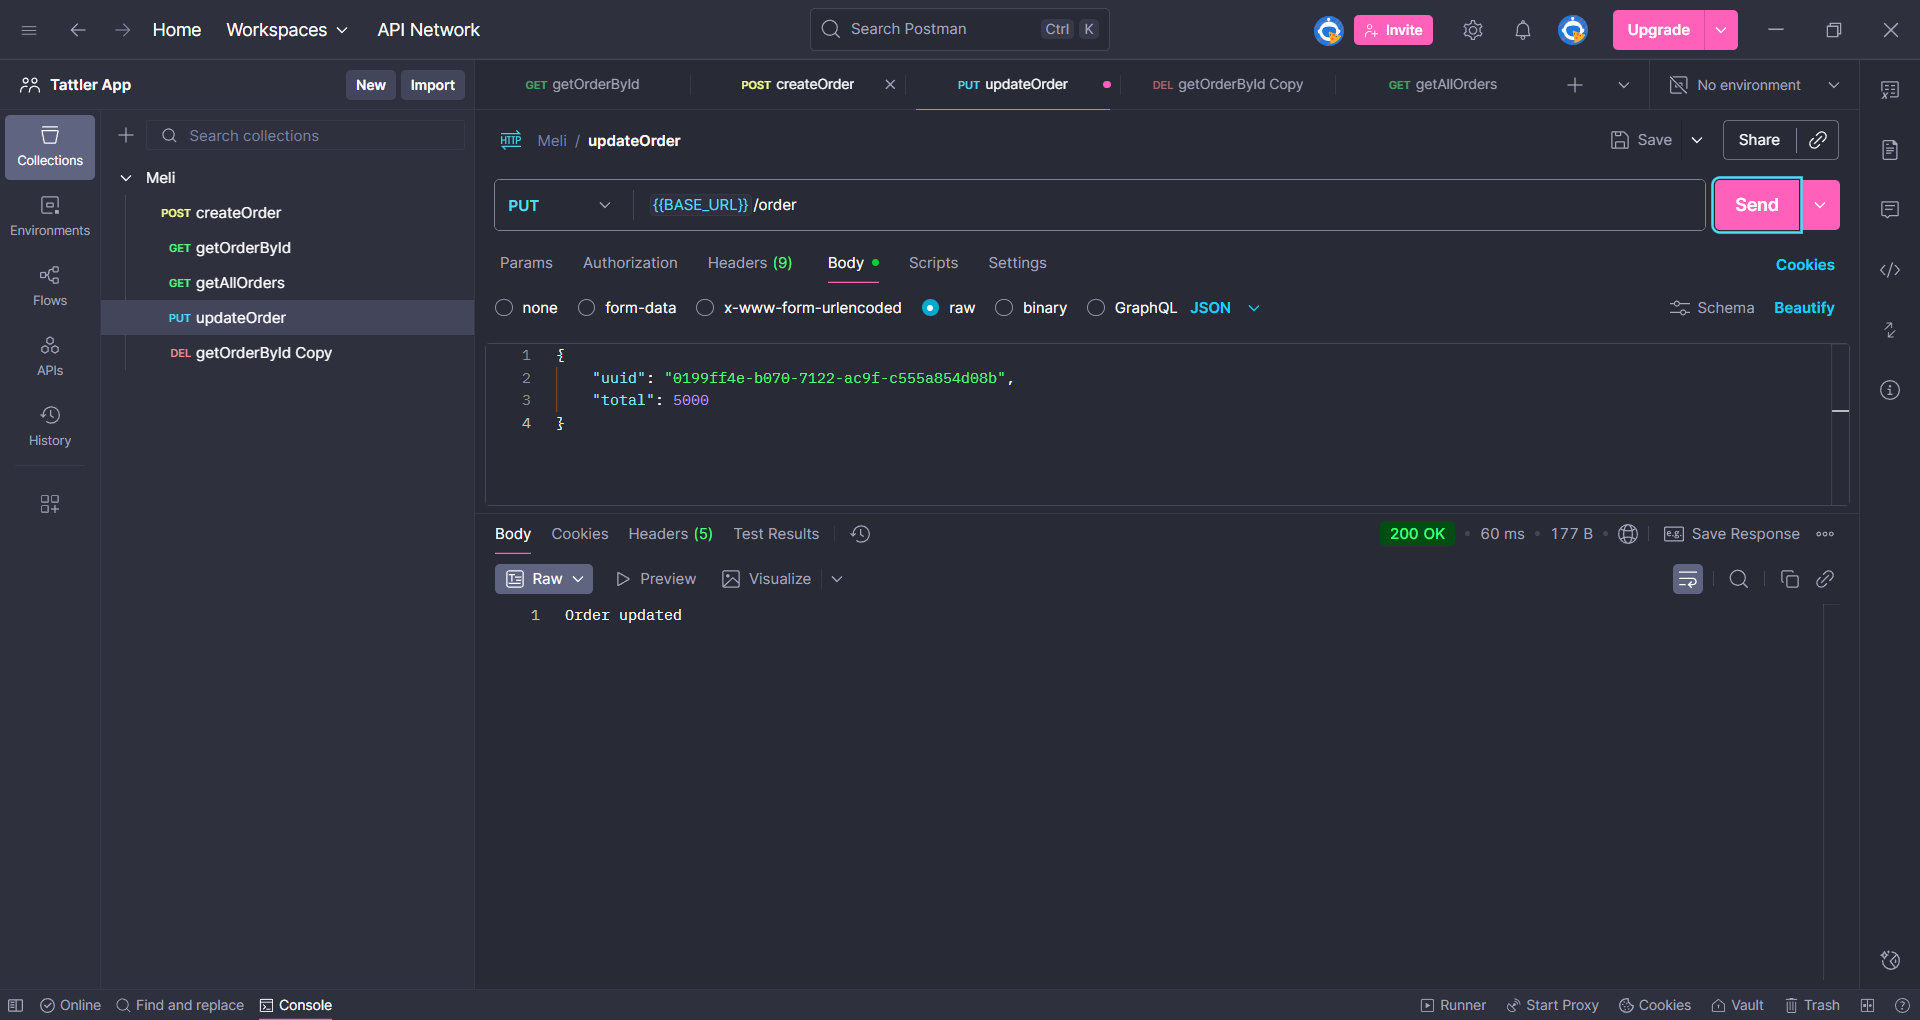 Home Workspaces API Network Search Postman Ctrl K Invite Upgrade
Tattler App New Import GET getOrderById POST createOrder PUT updateOrder DEL getOrderById Copy GET getAllOrders No environment
Collections
Environments
Flows
APIs
History
Search collections
Meli
POST createOrder
GET getOrderById
GET getAllOrders
PUT updateOrder
DEL getOrderById Copy
HTTP Meli / updateOrder Save Share
PUT {{BASE_URL}} /order Send
Params Authorization Headers (9) Body Scripts Settings Cookies
none form-data x-www-form-urlencoded raw binary GraphQL JSON Schema Beautify
1 {
2 "uuid": "0199ff4e-b070-7122-ac9f-c555a854d08b",
3 "total": 5000
4 }
Body Cookies Headers (5) Test Results 200 OK • 60 ms • 177 B • e.g. Save Response
Raw Preview Visualize
1 Order updated
Online Find and replace Console Runner Start Proxy Cookies Vault Trash